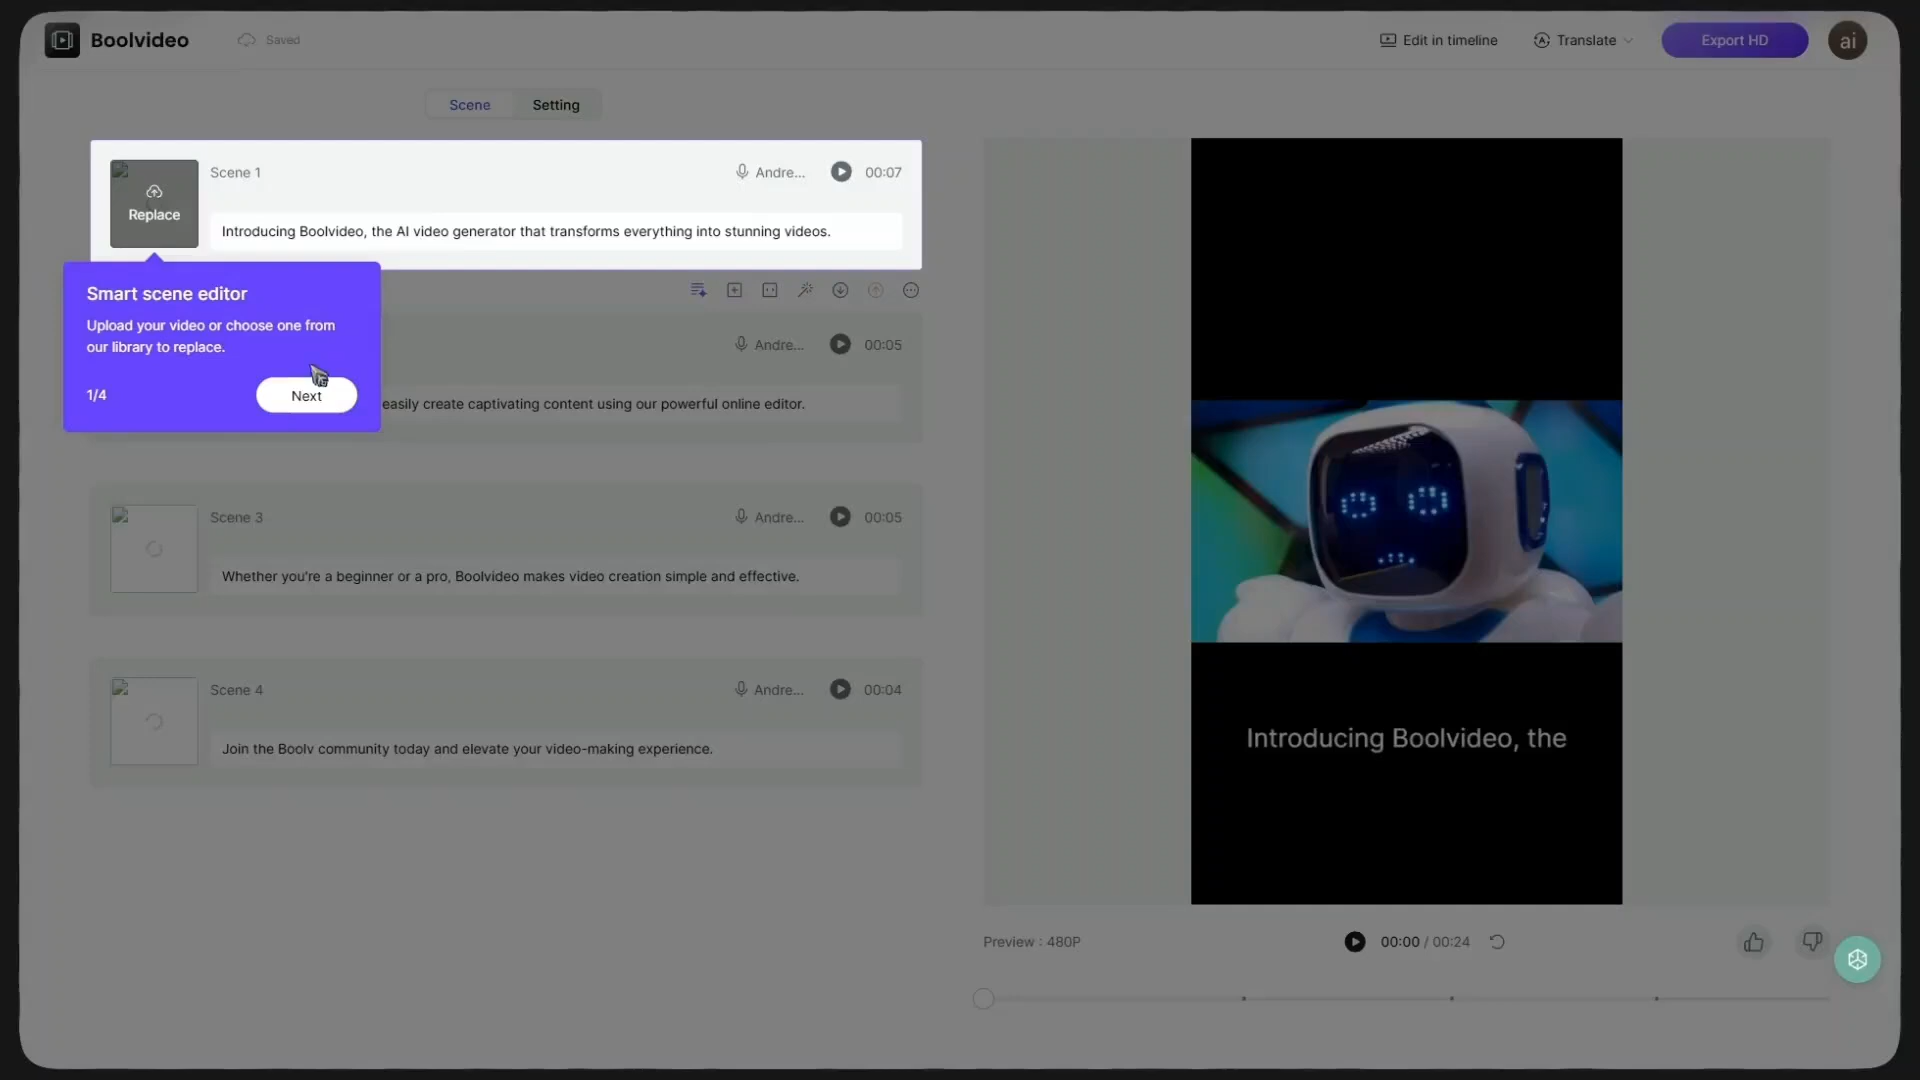 Boolvideo
Saved
Edit in timeline
Translate
Export HD
ai
Scene
Setting
Replace
Scene 1
Andre...
00:07
Introducing Boolvideo, the AI video generator that transforms everything into stunning videos.
Smart scene editor
Upload your video or choose one from
our library to replace.
1/4
Next
Andre...
00:05
easily create captivating content using our powerful online editor.
Scene 3
Andre...
00:05
Whether you're a beginner or a pro, Boolvideo makes video creation simple and effective.
Scene 4
Andre...
00:04
Join the Boolv community today and elevate your video-making experience.
Introducing Boolvideo, the
Preview : 480P
00:00 / 00:24